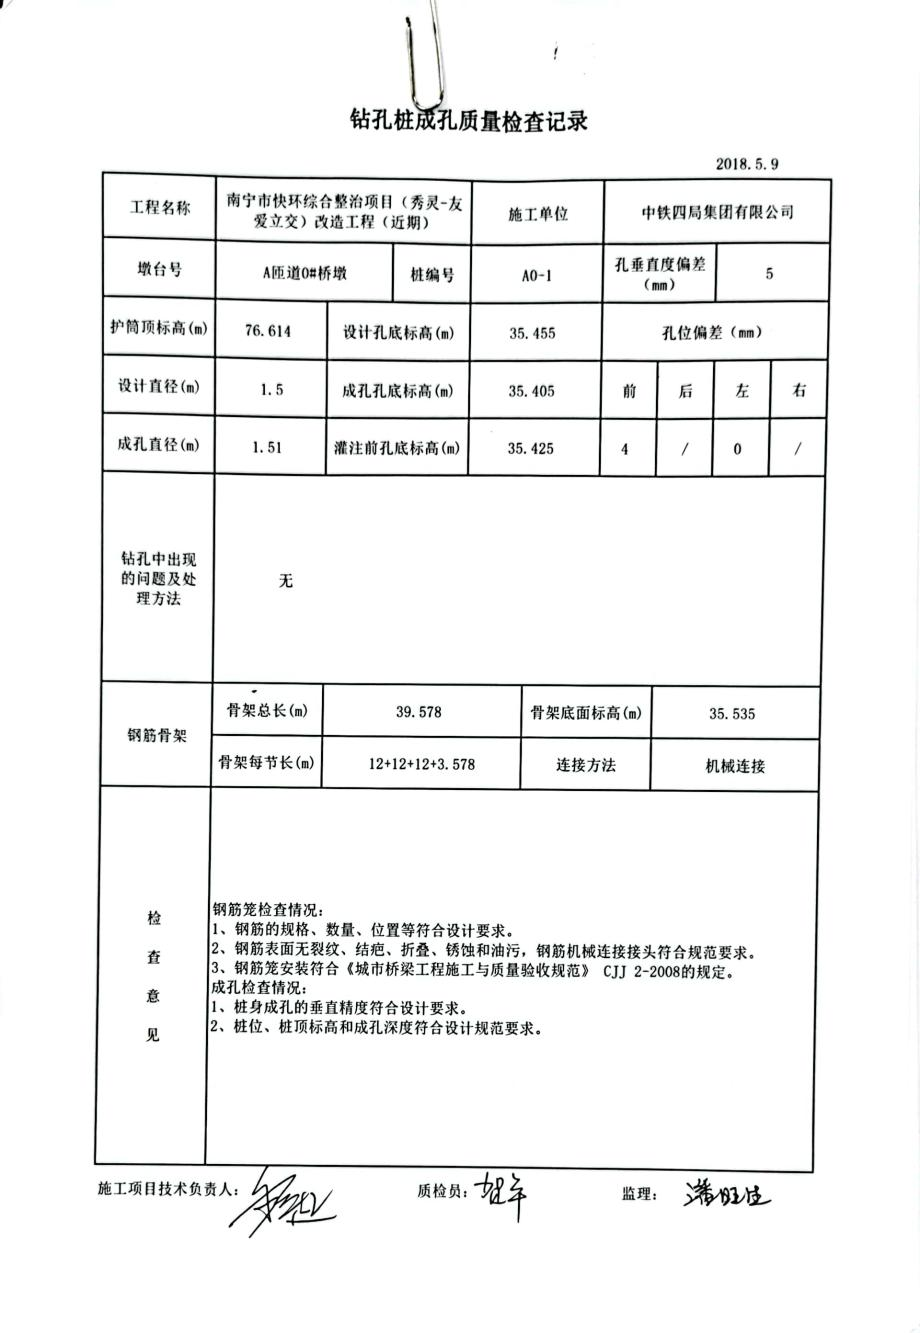 钻孔桩成孔质量检查记录
2018.5.9
工程名称
南宁市快环综合整治项目（秀灵-友
爱立交）改造工程（近期）
施工单位
中铁四局集团有限公司
墩台号
A匝道0#桥墩
桩编号
A0-1
孔垂直度偏差
（mm）
5
护筒顶标高(m)
76.614
设计孔底标高(m)
35.455
孔位偏差（mm）
设计直径(m)
1.5
成孔孔底标高(m)
35.405
前
后
左
右
成孔直径(m)
1.51
灌注前孔底标高(m)
35.425
4
/
0
/
钻孔中出现
的问题及处
理方法
无
钢筋骨架
骨架总长(m)
39.578
骨架底面标高(m)
35.535
骨架每节长(m)
12+12+12+3.578
连接方法
机械连接
检
查
意
见
钢筋笼检查情况：
1、钢筋的规格、数量、位置等符合设计要求。
2、钢筋表面无裂纹、结疤、折叠、锈蚀和油污，钢筋机械连接接头符合规范要求。
3、钢筋笼安装符合《城市桥梁工程施工与质量验收规范》 CJJ 2-2008的规定。
成孔检查情况：
1、桩身成孔的垂直精度符合设计要求。
2、桩位、桩顶标高和成孔深度符合设计规范要求。
施工项目技术负责人：
质检员：
监理：